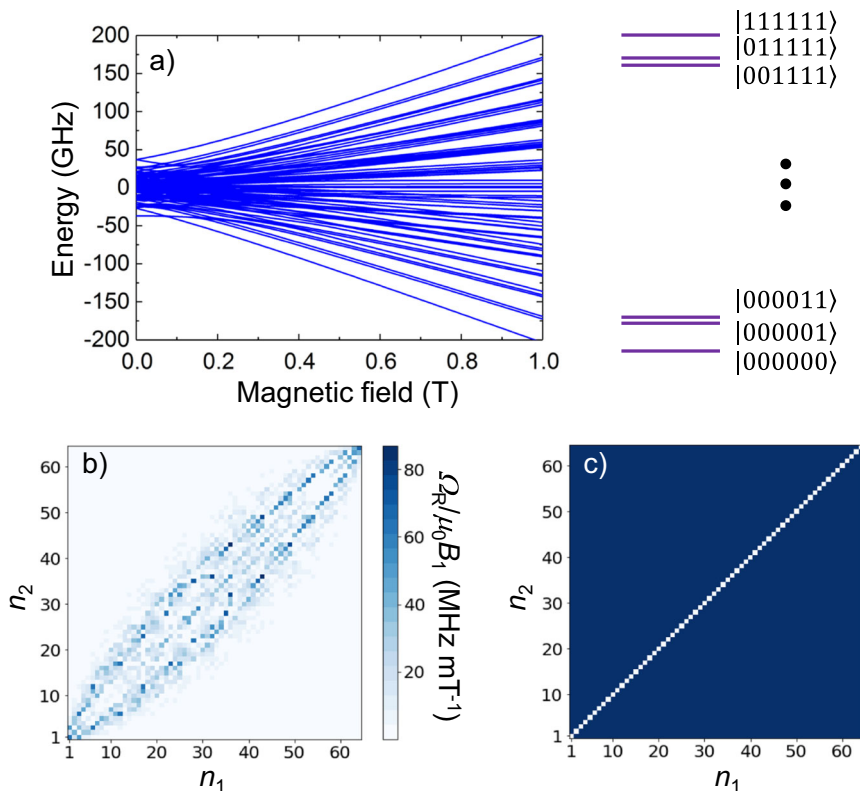 a)
200
150
100
50
0
-50
-100
-150
-200
Energy (GHz)
0.0 0.2 0.4 0.6 0.8 1.0
Magnetic field (T)
|111111⟩
|011111⟩
|001111⟩
|000011⟩
|000001⟩
|000000⟩
b)
60
50
40
30
20
10
1
n₂
1 10 20 30 40 50 60
n₁
80
60
40
20
Ω_R/μ₀B₁ (MHz mT⁻¹)
c)
60
50
40
30
20
10
1
n₂
1 10 20 30 40 50 60
n₁